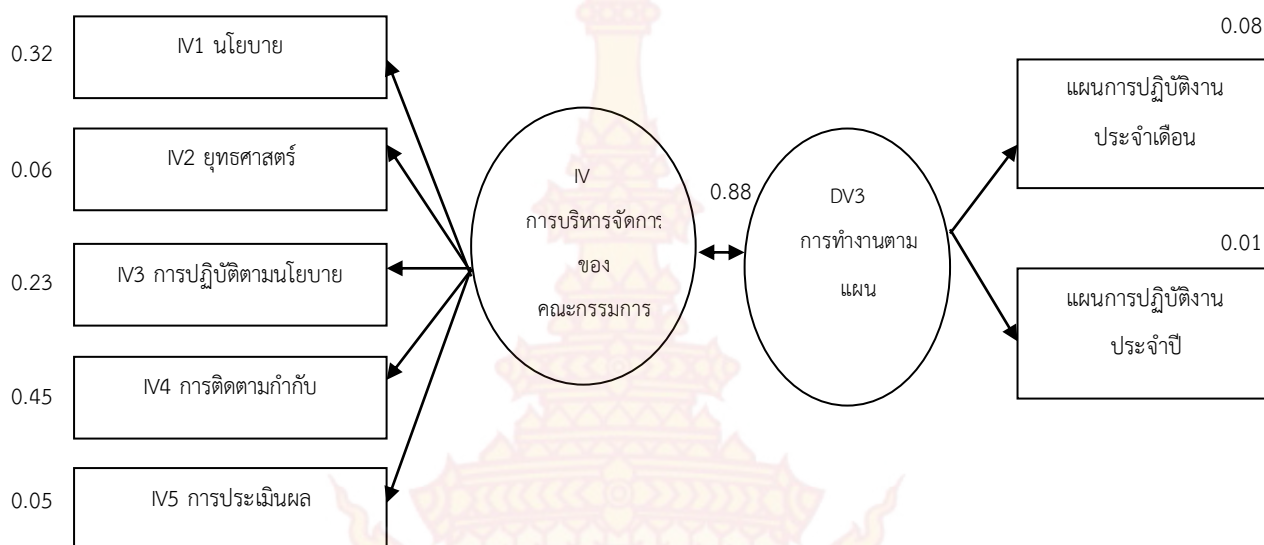 0.32
IV1 นโยบาย
0.06
IV2 ยุทธศาสตร์
0.23
IV3 การปฏิบัติตามนโยบาย
0.45
IV4 การติดตามกำกับ
0.05
IV5 การประเมินผล
IV
การบริหารจัดการ
ของ
คณะกรรมการ
0.88
DV3
การทำงานตาม
แผน
0.08
แผนการปฏิบัติงาน
ประจำเดือน
0.01
แผนการปฏิบัติงาน
ประจำปี